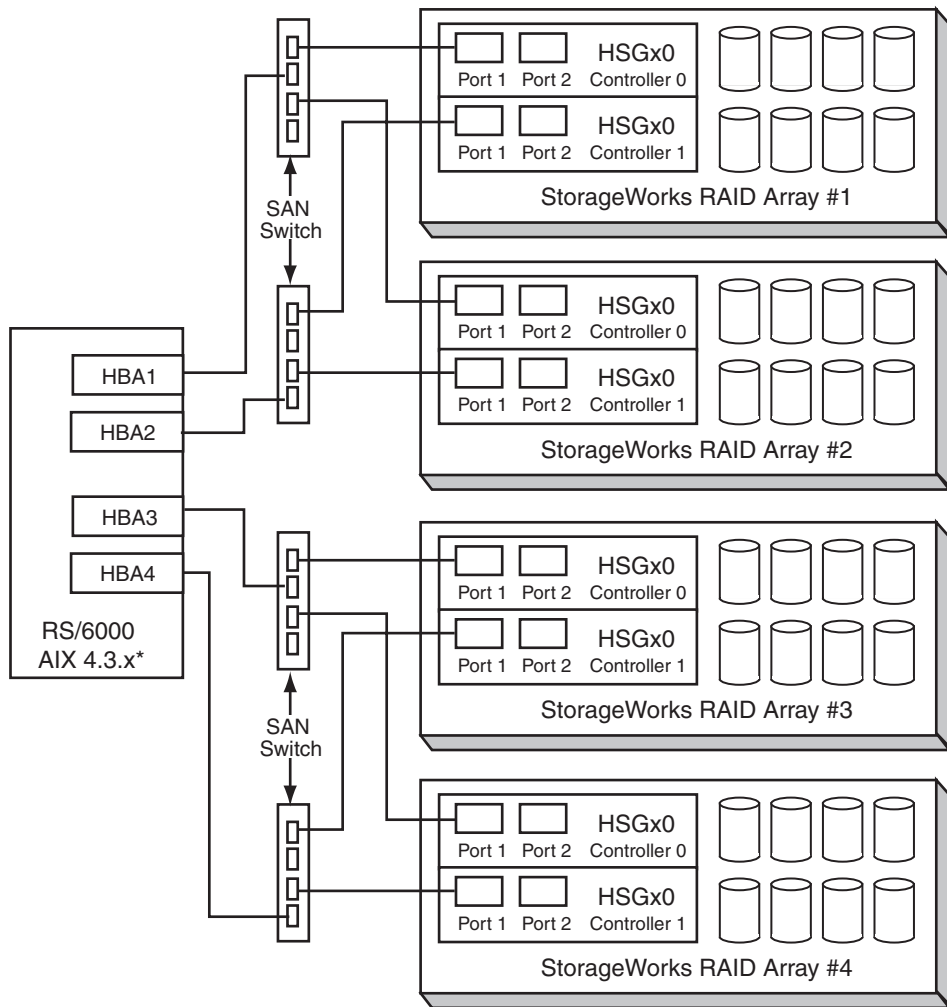 HSGx0
Port 1 Port 2 Controller 0
HSGx0
Port 1 Port 2 Controller 1
StorageWorks RAID Array #1
SAN
Switch
HSGx0
Port 1 Port 2 Controller 0
HSGx0
Port 1 Port 2 Controller 1
StorageWorks RAID Array #2
HBA1
HBA2
HBA3
HBA4
RS/6000
AIX 4.3.x*
HSGx0
Port 1 Port 2 Controller 0
HSGx0
Port 1 Port 2 Controller 1
StorageWorks RAID Array #3
SAN
Switch
HSGx0
Port 1 Port 2 Controller 0
HSGx0
Port 1 Port 2 Controller 1
StorageWorks RAID Array #4